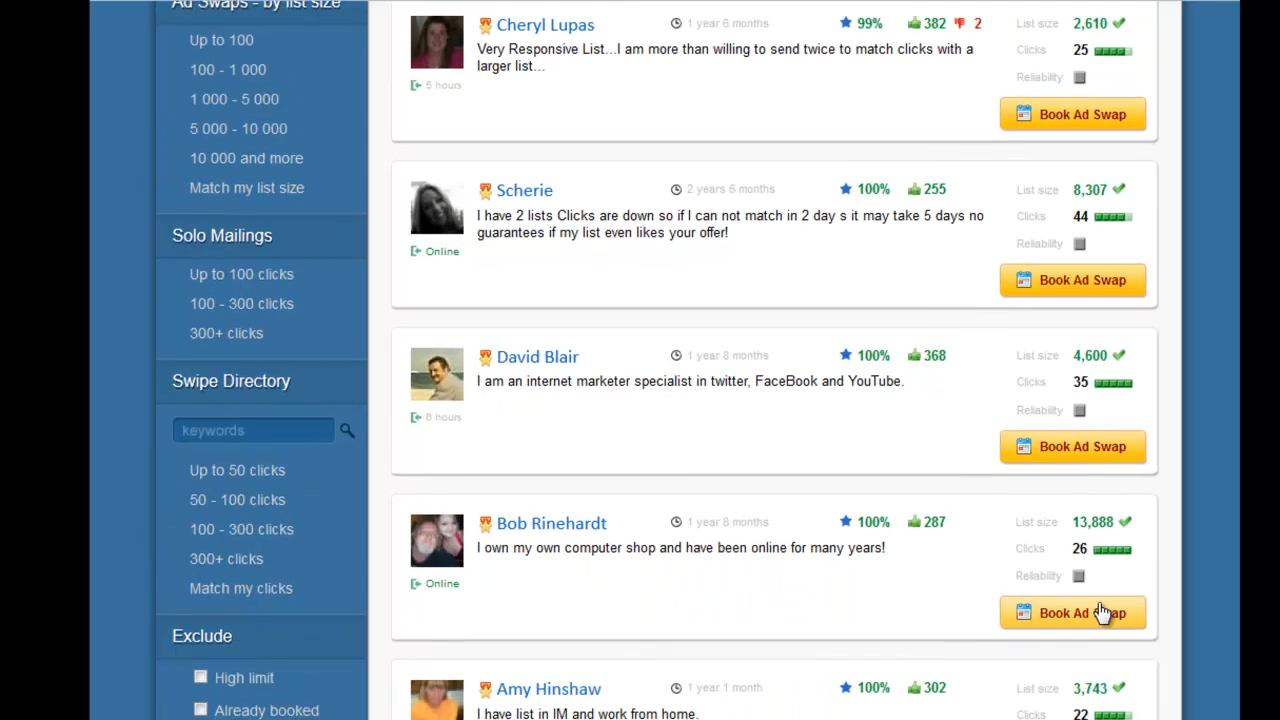 Ad Swaps - by list size
Up to 100
100 - 1 000
1 000 - 5 000
5 000 - 10 000
10 000 and more
Match my list size
Solo Mailings
Up to 100 clicks
100 - 300 clicks
300+ clicks
Swipe Directory
keywords
Up to 50 clicks
50 - 100 clicks
100 - 300 clicks
300+ clicks
Match my clicks
Exclude
High limit
Already booked
Cheryl Lupas 1 year 6 months 99% 382 2 List size 2,610
Very Responsive List...I am more than willing to send twice to match clicks with a Clicks 25
larger list...
5 hours Reliability
Book Ad Swap
Scherie 2 years 6 months 100% 255 List size 8,307
I have 2 lists Clicks are down so if I can not match in 2 day s it may take 5 days no Clicks 44
guarantees if my list even likes your offer!
Online Reliability
Book Ad Swap
David Blair 1 year 8 months 100% 368 List size 4,600
I am an internet marketer specialist in twitter, FaceBook and YouTube. Clicks 35
Reliability
6 hours
Book Ad Swap
Bob Rinehardt 1 year 8 months 100% 287 List size 13,888
I own my own computer shop and have been online for many years! Clicks 26
Online Reliability
Book Ad Swap
Amy Hinshaw 1 year 1 month 100% 302 List size 3,743
I have list in IM and work from home. Clicks 22